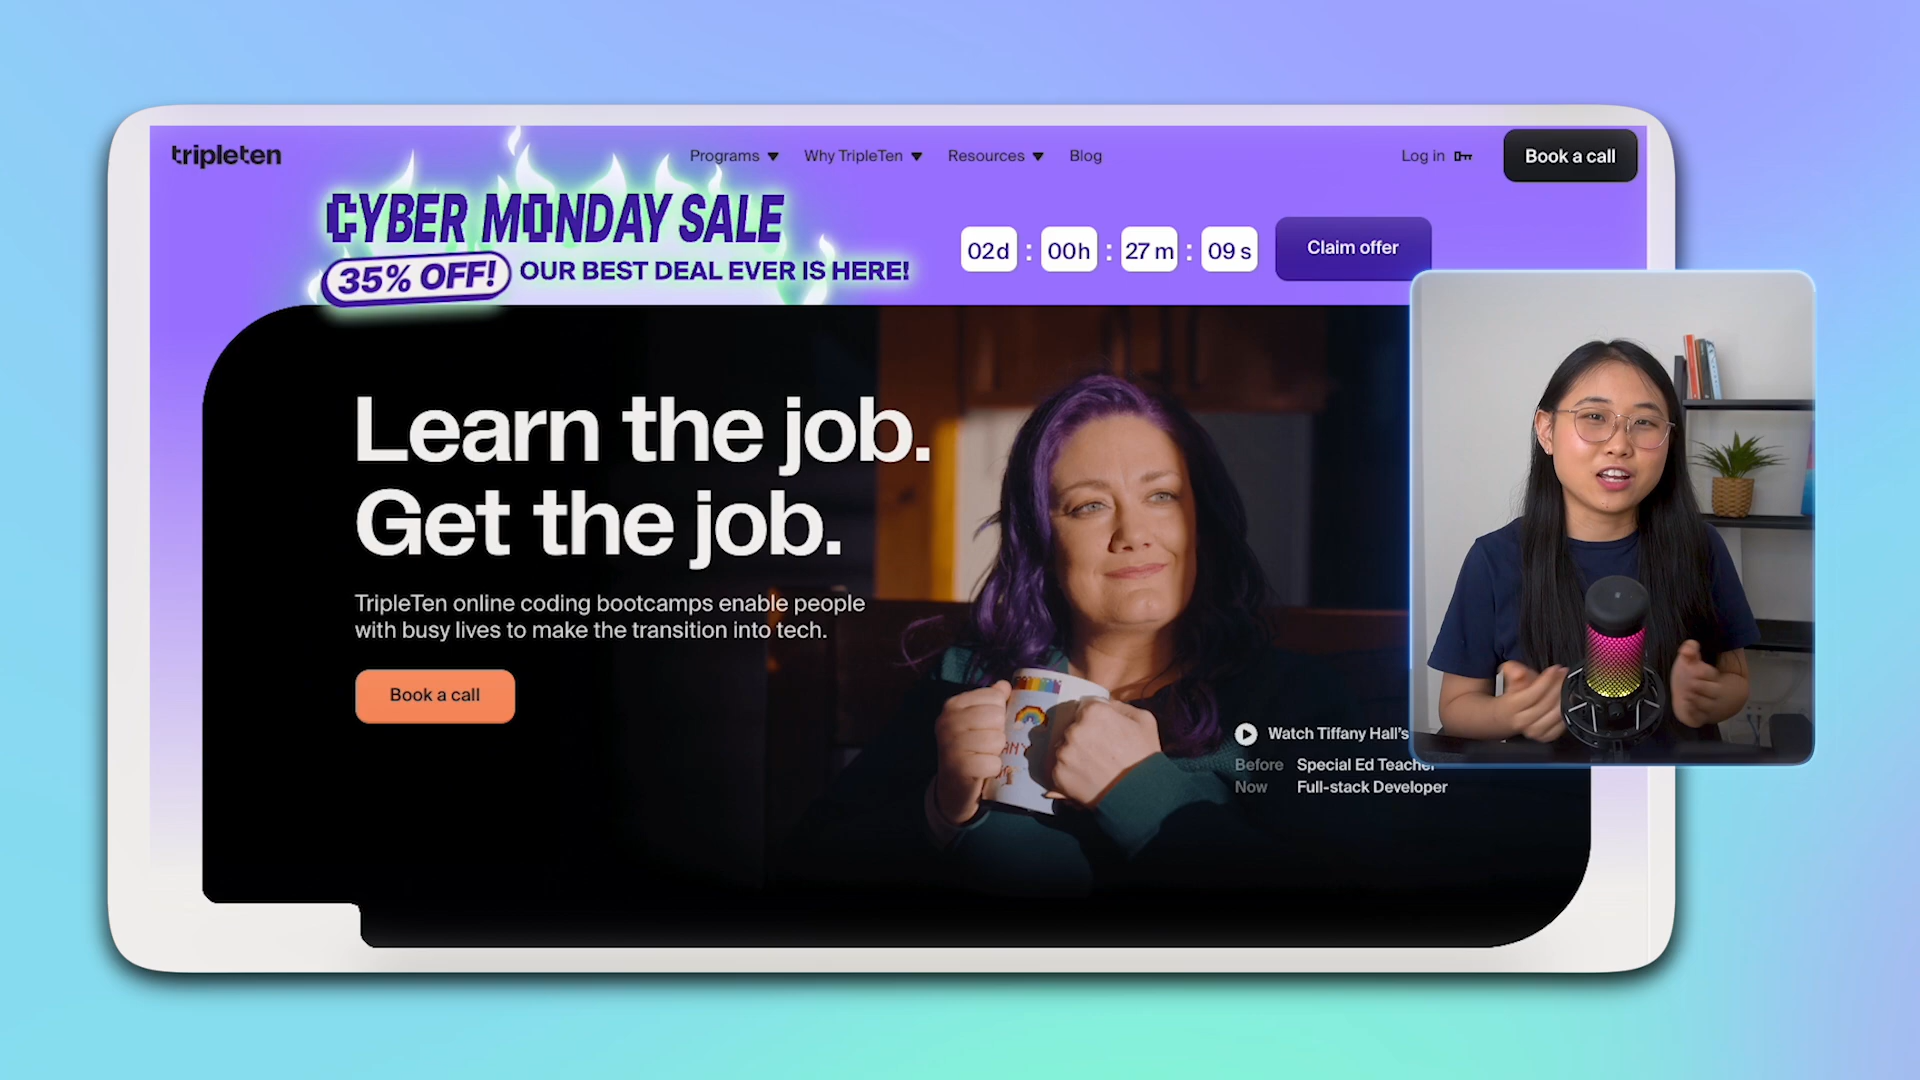 tripleten
Programs
Why TripleTen
Resources
Blog
Log in
Book a call
CYBER MONDAY SALE
35% OFF!
OUR BEST DEAL EVER IS HERE!
02d : 00h : 27m : 09s
Claim offer
Learn the job.
Get the job.
TripleTen online coding bootcamps enable people
with busy lives to make the transition into tech.
Book a call
Watch Tiffany Hall's
Before Special Ed Teacher
Now Full-stack Developer